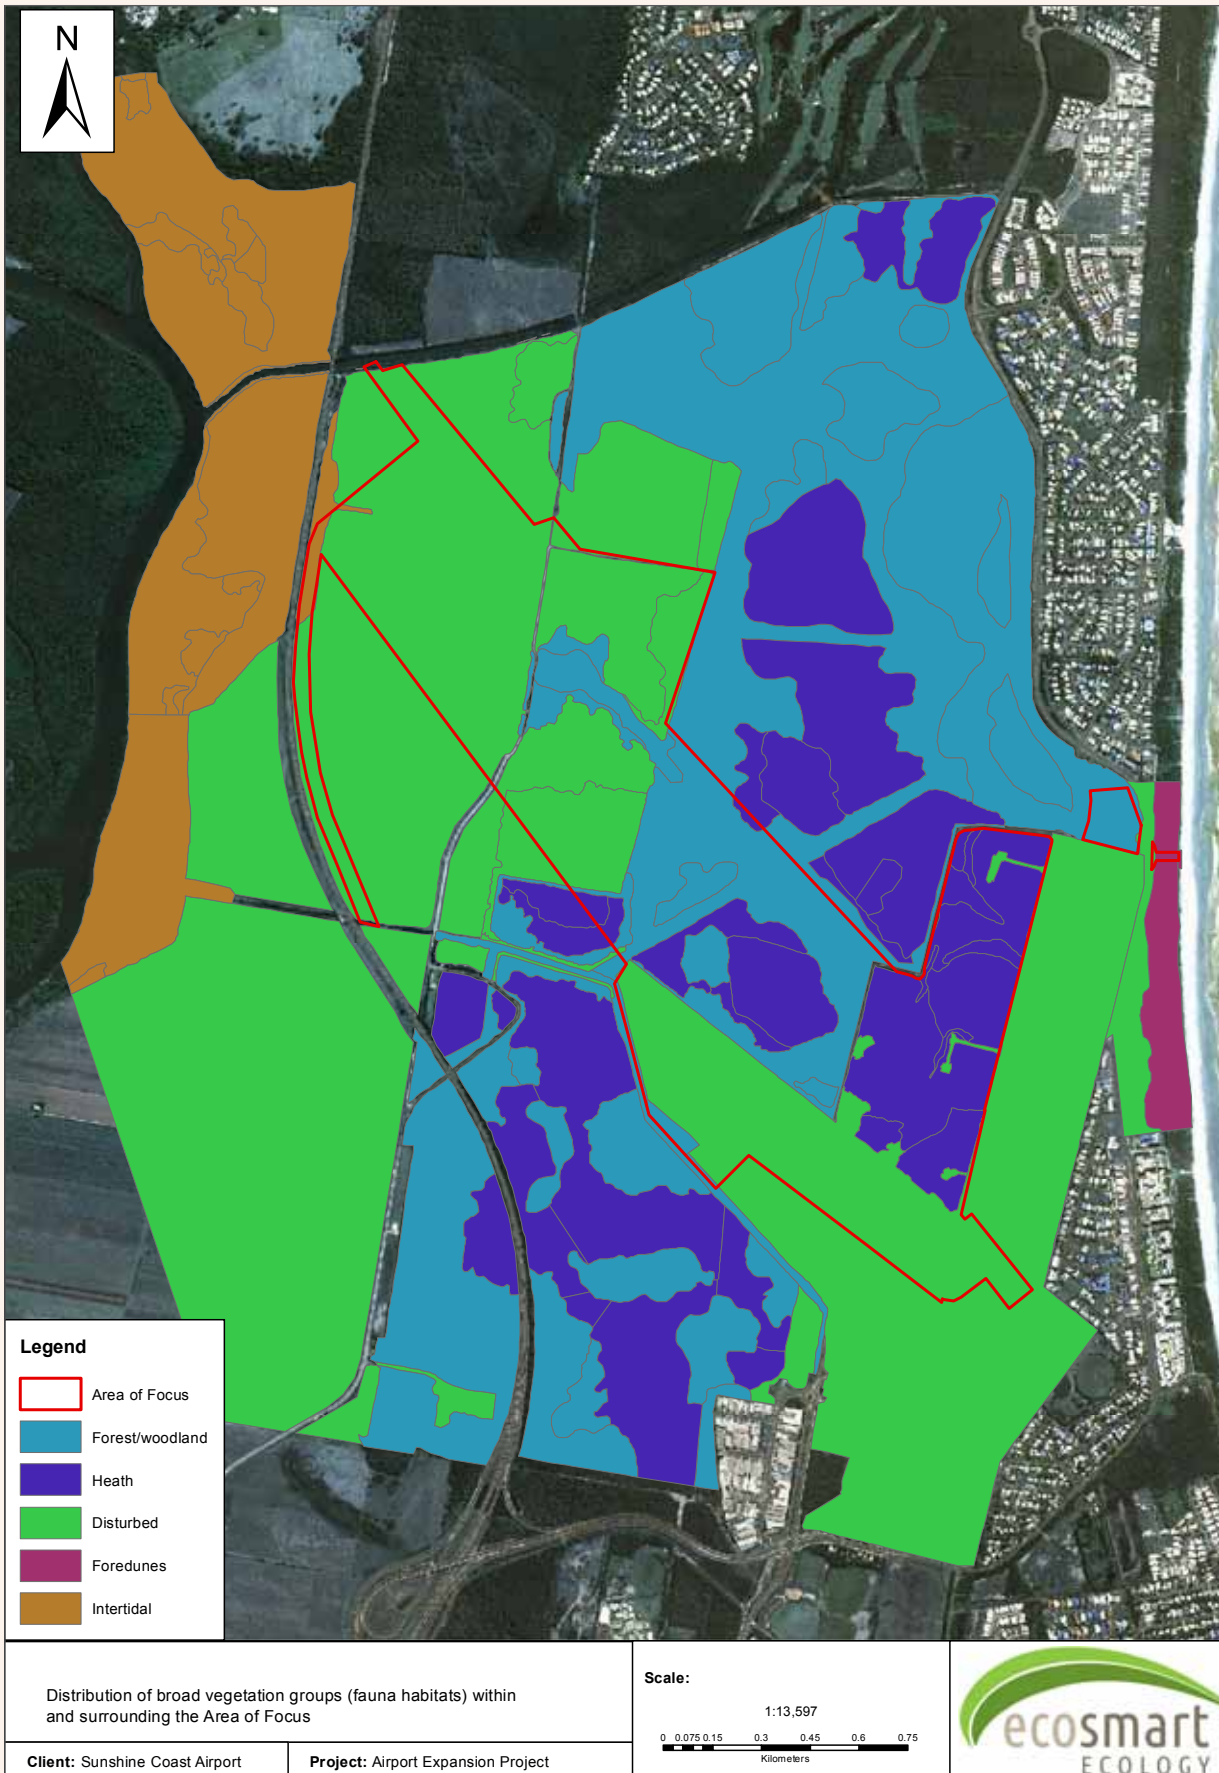 N
Legend
Area of Focus
Forest/woodland
Heath
Disturbed
Foredunes
Intertidal
Distribution of broad vegetation groups (fauna habitats) within
and surrounding the Area of Focus
Client: Sunshine Coast Airport
Project: Airport Expansion Project
Scale:
1:13,597
0 0.075 0.15 0.3 0.45 0.6 0.75
Kilometers
ecosmart
ECOLOGY